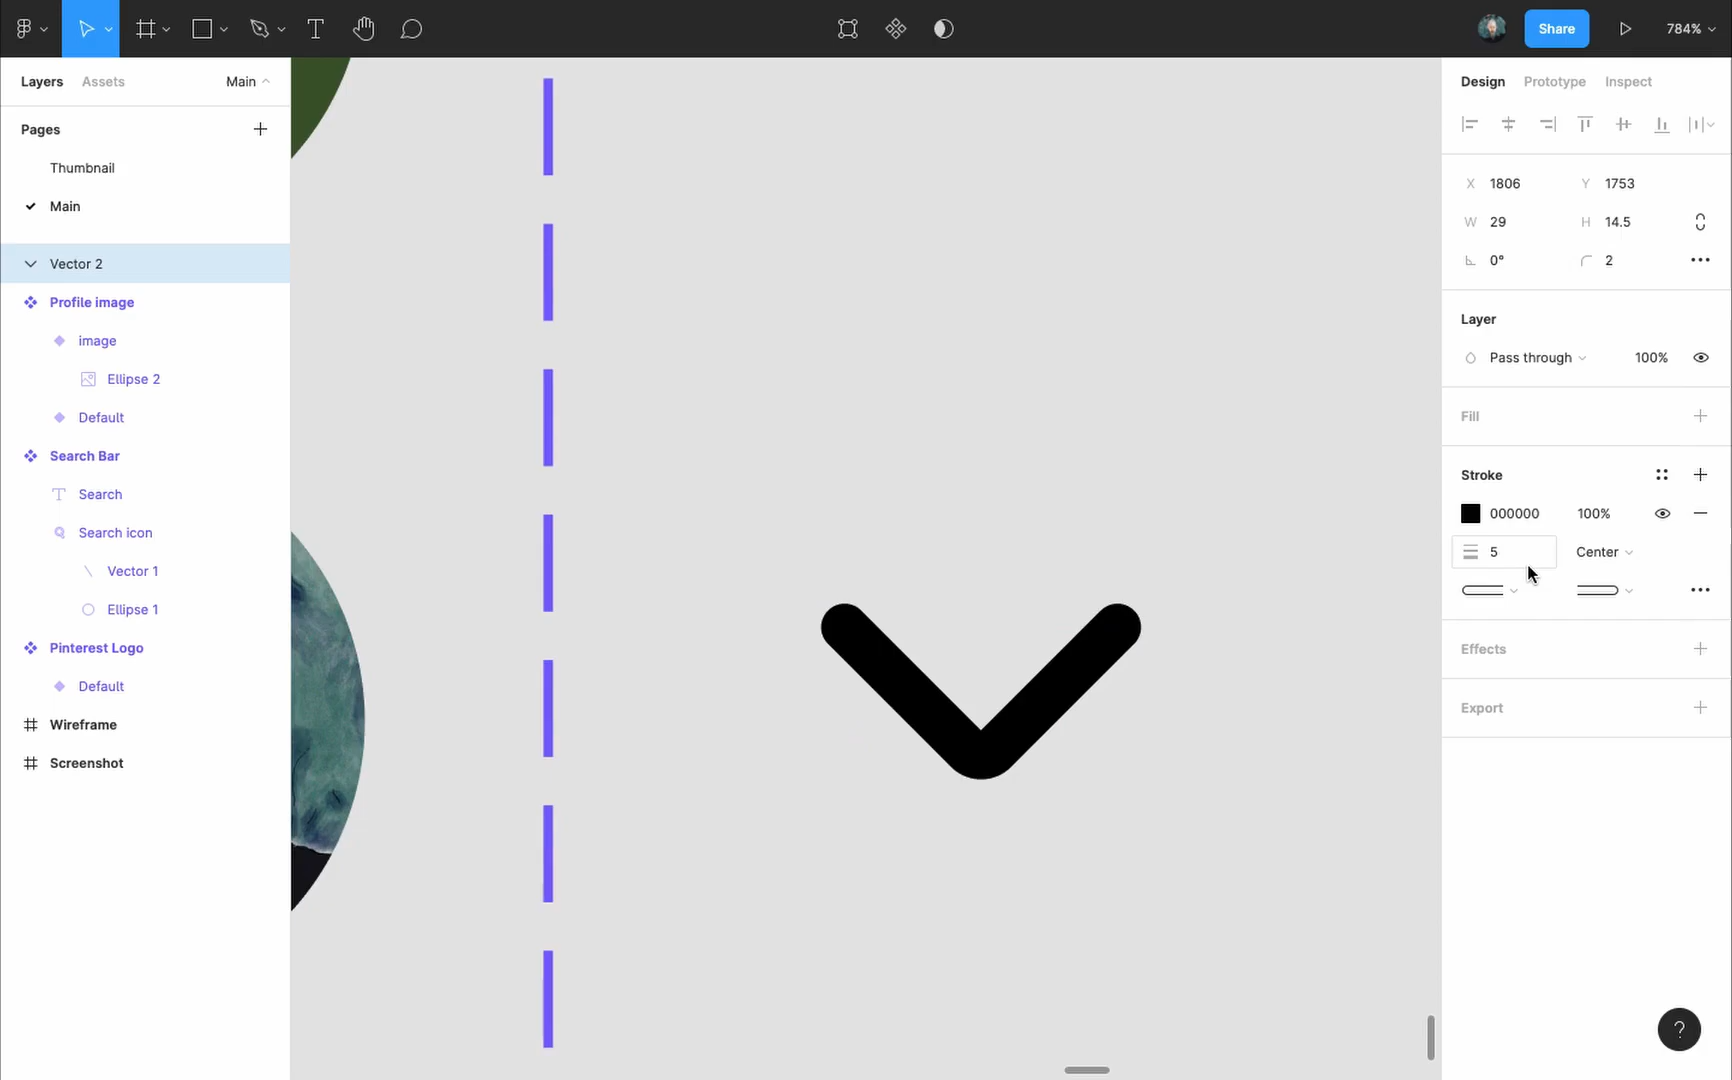 Share
784%
Layers
Assets
Main
Pages
Thumbnail
Main
Vector 2
Profile image
image
Ellipse 2
Default
Search Bar
Search
Search icon
Vector 1
Ellipse 1
Pinterest Logo
Default
Wireframe
Screenshot
Design
Prototype
Inspect
X 1806
Y 1753
W 29
H 14.5
0°
2
Layer
Pass through
100%
Fill
Stroke
000000
100%
5
Center
Effects
Export
?